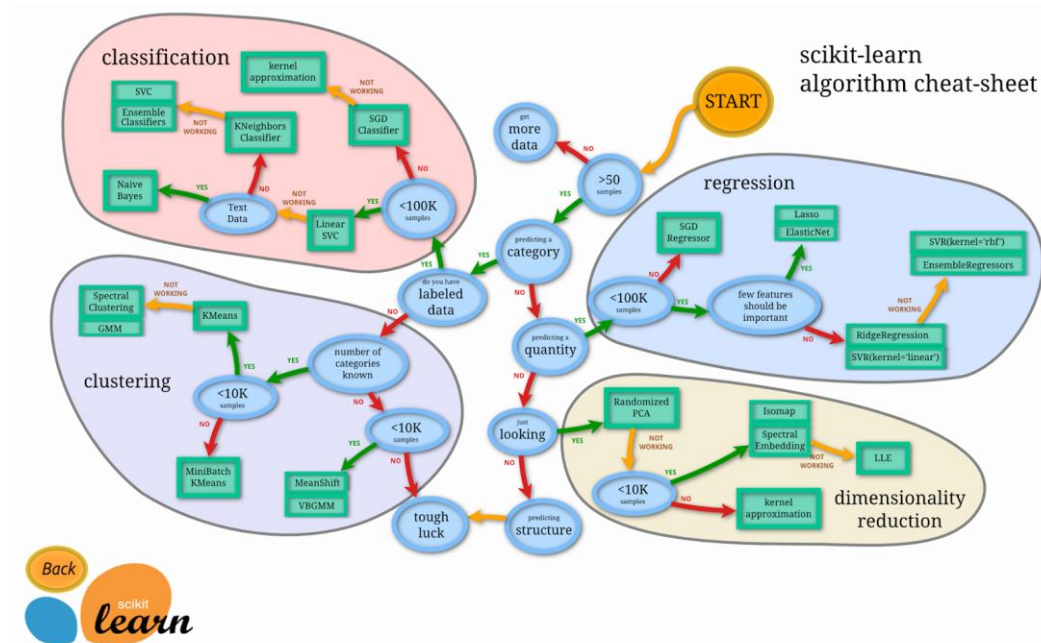 scikit-learn
algorithm cheat-sheet
START
classification
kernel
approximation
NOT
WORKING
SVC
Ensemble
Classifiers
NOT
WORKING
KNeighbors
Classifier
SGD
Classifier
NO
Naive
Bayes
YES
Text
Data
NO
NOT
WORKING
Linear
SVC
YES
<100K
samples
YES
get
more
data
NO
>50
samples
YES
predicting a
category
YES
do you have
labeled
data
NO
NO
predicting a
quantity
YES
NO
just
looking
YES
NO
predicting
structure
tough
luck
regression
SGD
Regressor
NO
<100K
samples
YES
Lasso
ElasticNet
YES
few features
should be
important
NO
SVR(kernel='rbf')
EnsembleRegressors
NOT
WORKING
RidgeRegression
SVR(kernel='linear')
clustering
Spectral
Clustering
GMM
NOT
WORKING
KMeans
YES
<10K
samples
YES
number of
categories
known
NO
NO
MiniBatch
KMeans
<10K
samples
YES
NO
MeanShift
VBGMM
Randomized
PCA
NOT
WORKING
<10K
samples
YES
NO
Isomap
Spectral
Embedding
NOT
WORKING
LLE
kernel
approximation
dimensionality
reduction
Back
scikit
learn